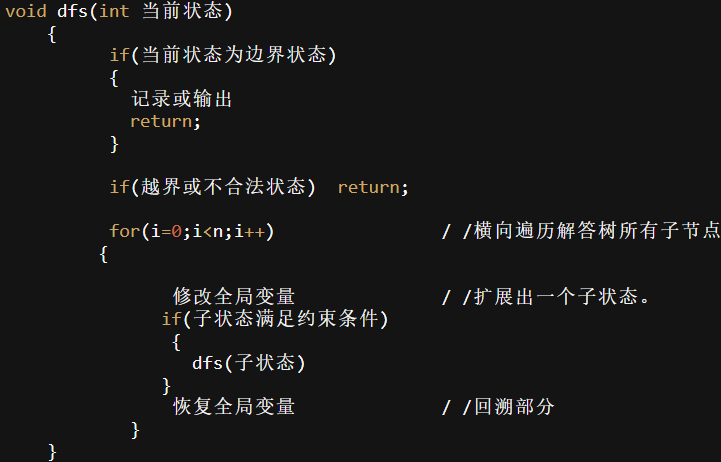 void dfs(int 当前状态)
{
if(当前状态为边界状态)
{
记录或输出
return;
}
if(越界或不合法状态) return;
for(i=0;i<n;i++) / /横向遍历解答树所有子节点
{
修改全局变量 / /扩展出一个子状态。
if(子状态满足约束条件)
{
dfs(子状态)
}
恢复全局变量 / /回溯部分
}
}